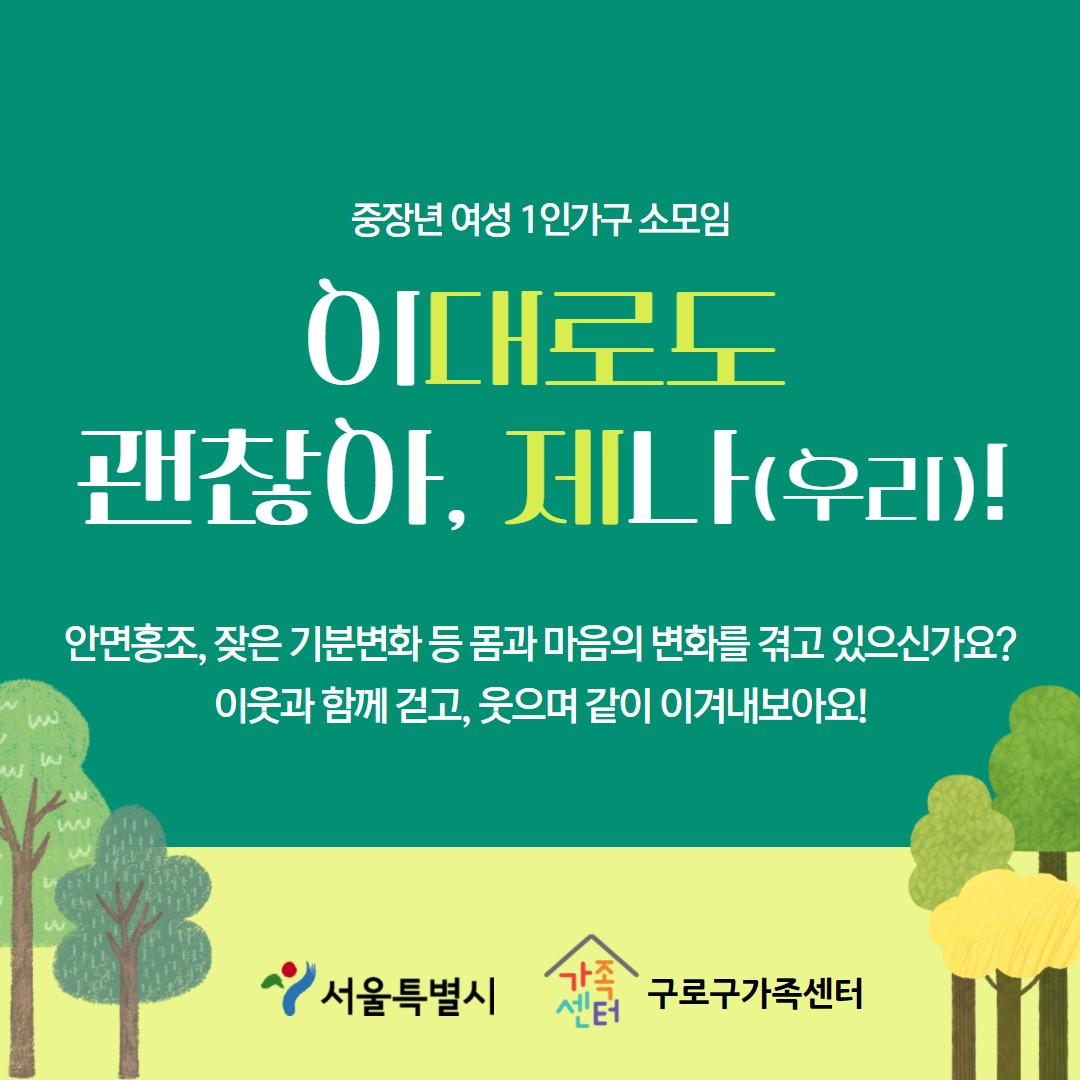 중장년 여성 1인가구 소모임
이대로도
괜찮아, 제나(우리)!
안면홍조, 잦은 기분변화 등 몸과 마음의 변화를 겪고 있으신가요?
이웃과 함께 걷고, 웃으며 같이 이겨내보아요!
서울특별시
가족
센터
구로구가족센터